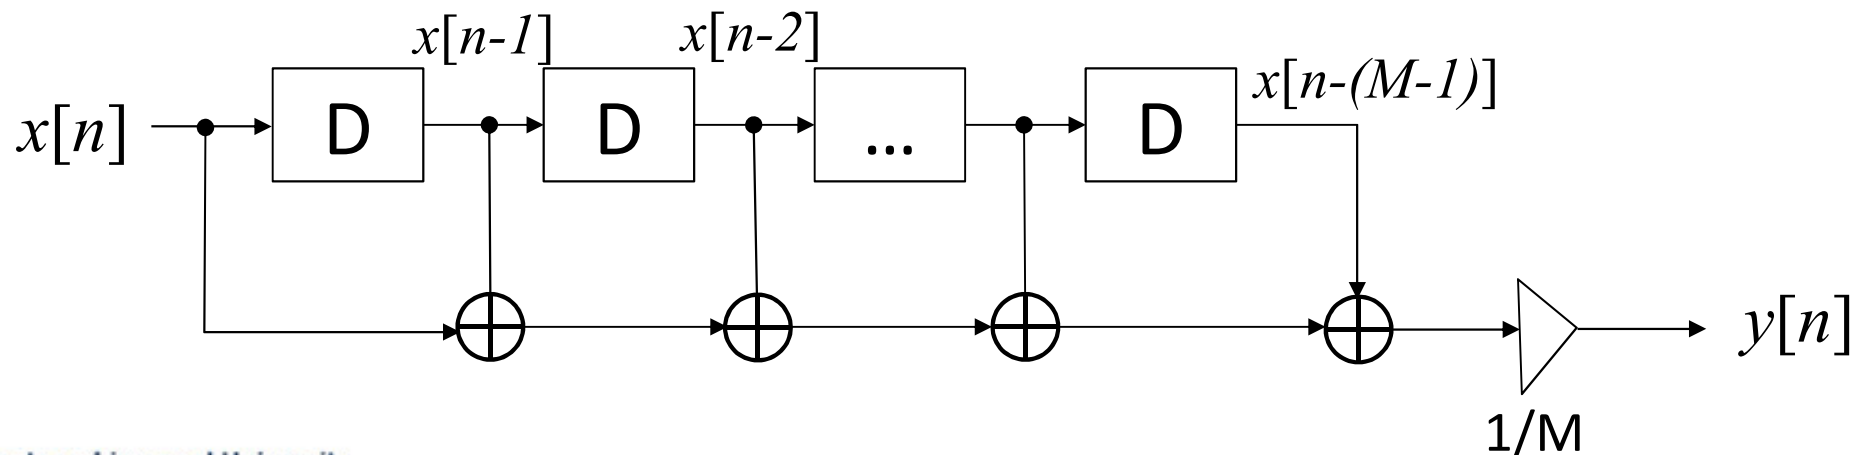 x[n-1]
x[n-2]
x[n-(M-1)]
x[n]
D
D
...
D
y[n]
1/M